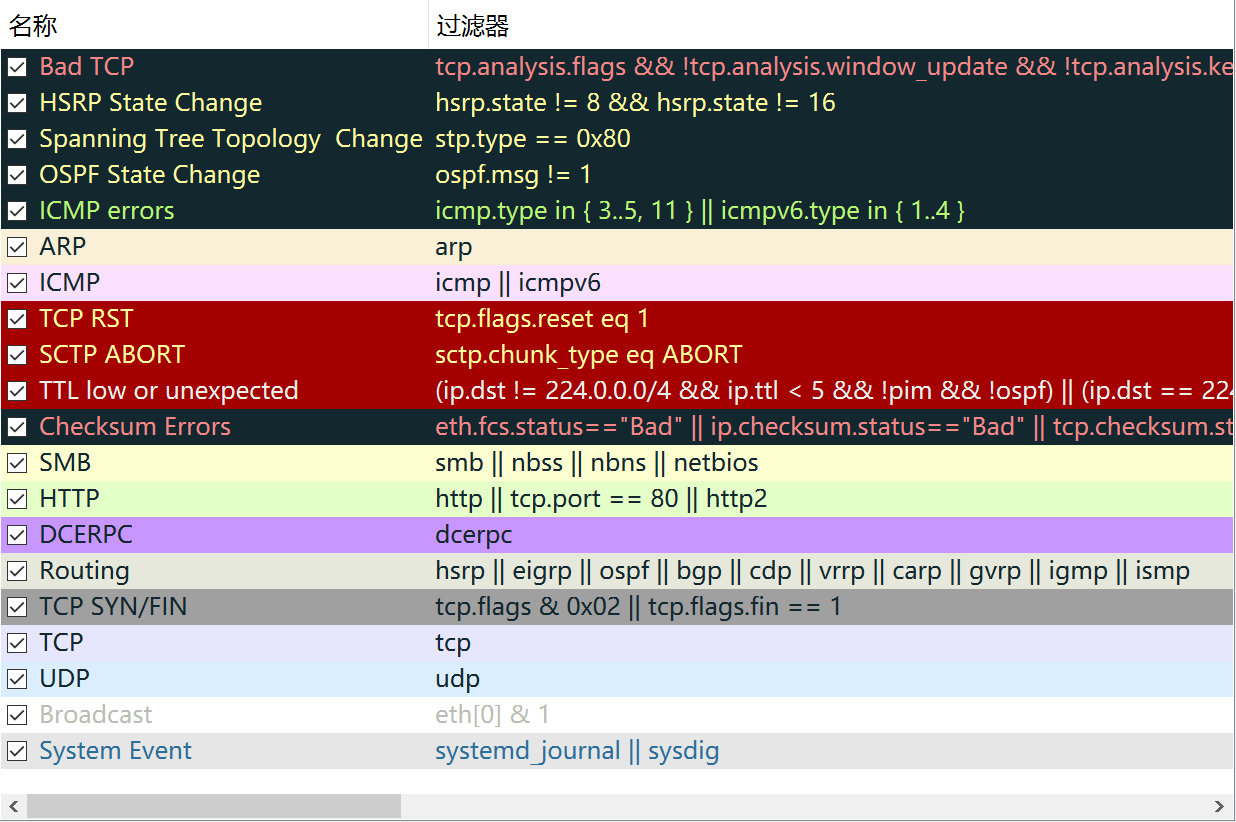 名称 过滤器
Bad TCP tcp.analysis.flags && !tcp.analysis.window_update && !tcp.analysis.ke
HSRP State Change hsrp.state != 8 && hsrp.state != 16
Spanning Tree Topology  Change stp.type == 0x80
OSPF State Change ospf.msg != 1
ICMP errors icmp.type in { 3..5, 11 } || icmpv6.type in { 1..4 }
ARP arp
ICMP icmp || icmpv6
TCP RST tcp.flags.reset eq 1
SCTP ABORT sctp.chunk_type eq ABORT
TTL low or unexpected (ip.dst != 224.0.0.0/4 && ip.ttl < 5 && !pim && !ospf) || (ip.dst == 224
Checksum Errors eth.fcs.status=="Bad" || ip.checksum.status=="Bad" || tcp.checksum.st
SMB smb || nbss || nbns || netbios
HTTP http || tcp.port == 80 || http2
DCERPC dcerpc
Routing hsrp || eigrp || ospf || bgp || cdp || vrrp || carp || gvrp || igmp || ismp
TCP SYN/FIN tcp.flags & 0x02 || tcp.flags.fin == 1
TCP tcp
UDP udp
Broadcast eth[0] & 1
System Event systemd_journal || sysdig